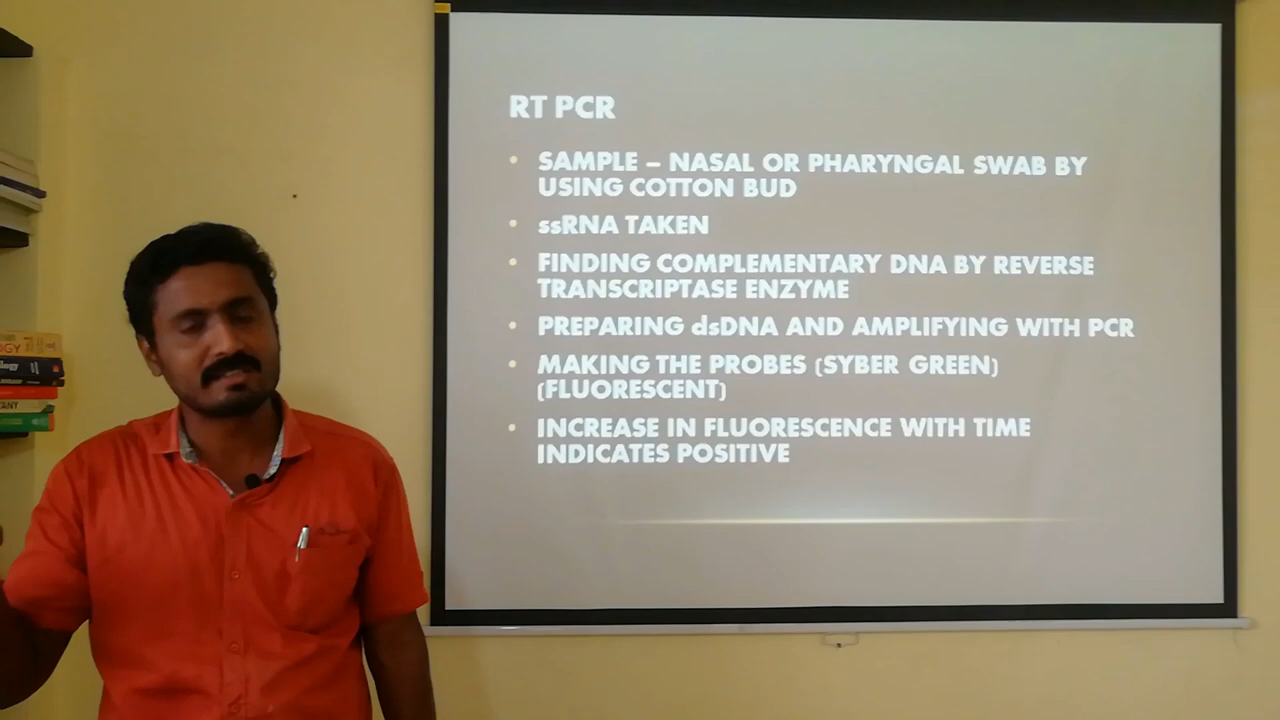 RT PCR
• SAMPLE – NASAL OR PHARYNGAL SWAB BY
USING COTTON BUD
• ssRNA TAKEN
• FINDING COMPLEMENTARY DNA BY REVERSE
TRANSCRIPTASE ENZYME
• PREPARING dsDNA AND AMPLIFYING WITH PCR
• MAKING THE PROBES (SYBER GREEN)
(FLUORESCENT)
• INCREASE IN FLUORESCENCE WITH TIME
INDICATES POSITIVE